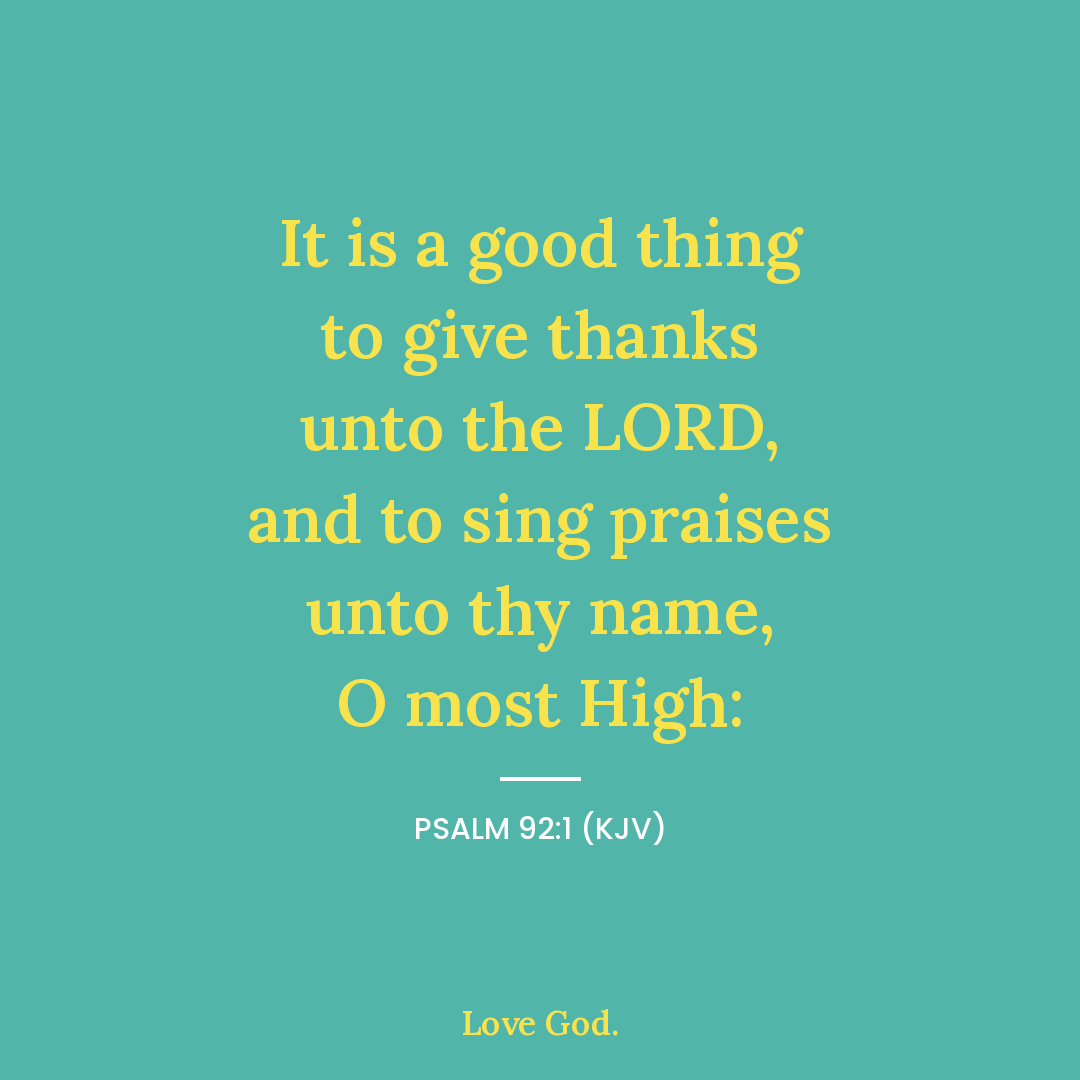 It is a good thing
to give thanks
unto the LORD,
and to sing praises
unto thy name,
O most High:
PSALM 92:1 (KJV)
Love God.